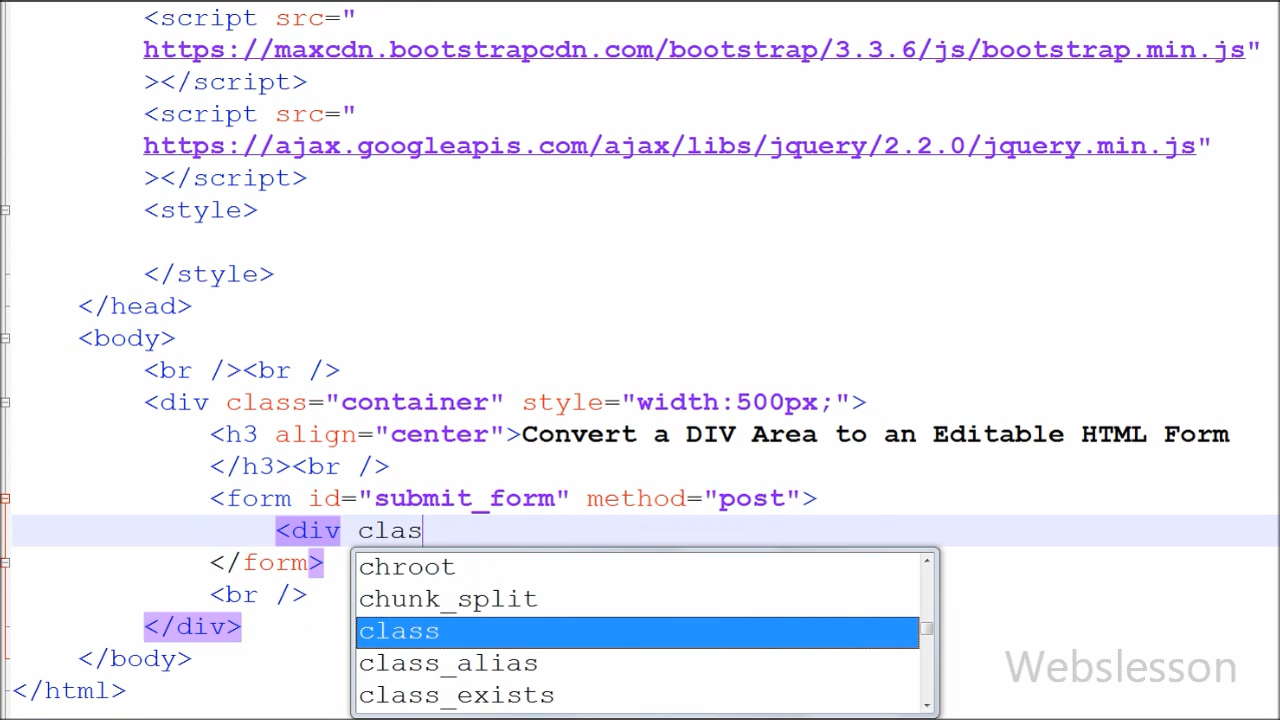 <script src="
https://maxcdn.bootstrapcdn.com/bootstrap/3.3.6/js/bootstrap.min.js"
></script>
<script src="
https://ajax.googleapis.com/ajax/libs/jquery/2.2.0/jquery.min.js"
></script>
<style>
</style>
</head>
<body>
<br /><br />
<div class="container" style="width:500px;">
<h3 align="center">Convert a DIV Area to an Editable HTML Form
</h3><br />
<form id="submit_form" method="post">
<div clas
</form>
<br />
</div>
</body>
</html>
chroot
chunk_split
class
class_alias
class_exists
Webslesson